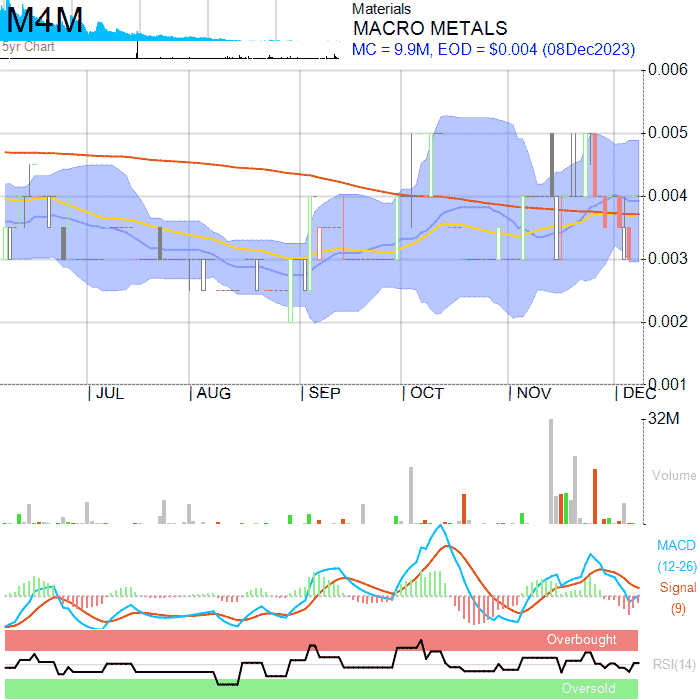 M4M
5yr Chart
Materials
MACRO METALS
MC = 9.9M, EOD = $0.004 (08Dec2023)
0.006
0.005
0.004
0.003
0.002
0.001
JUL AUG SEP OCT NOV DEC
32M
Volume
MACD
(12-26)
Signal
(9)
Overbought
RSI(14)
Oversold